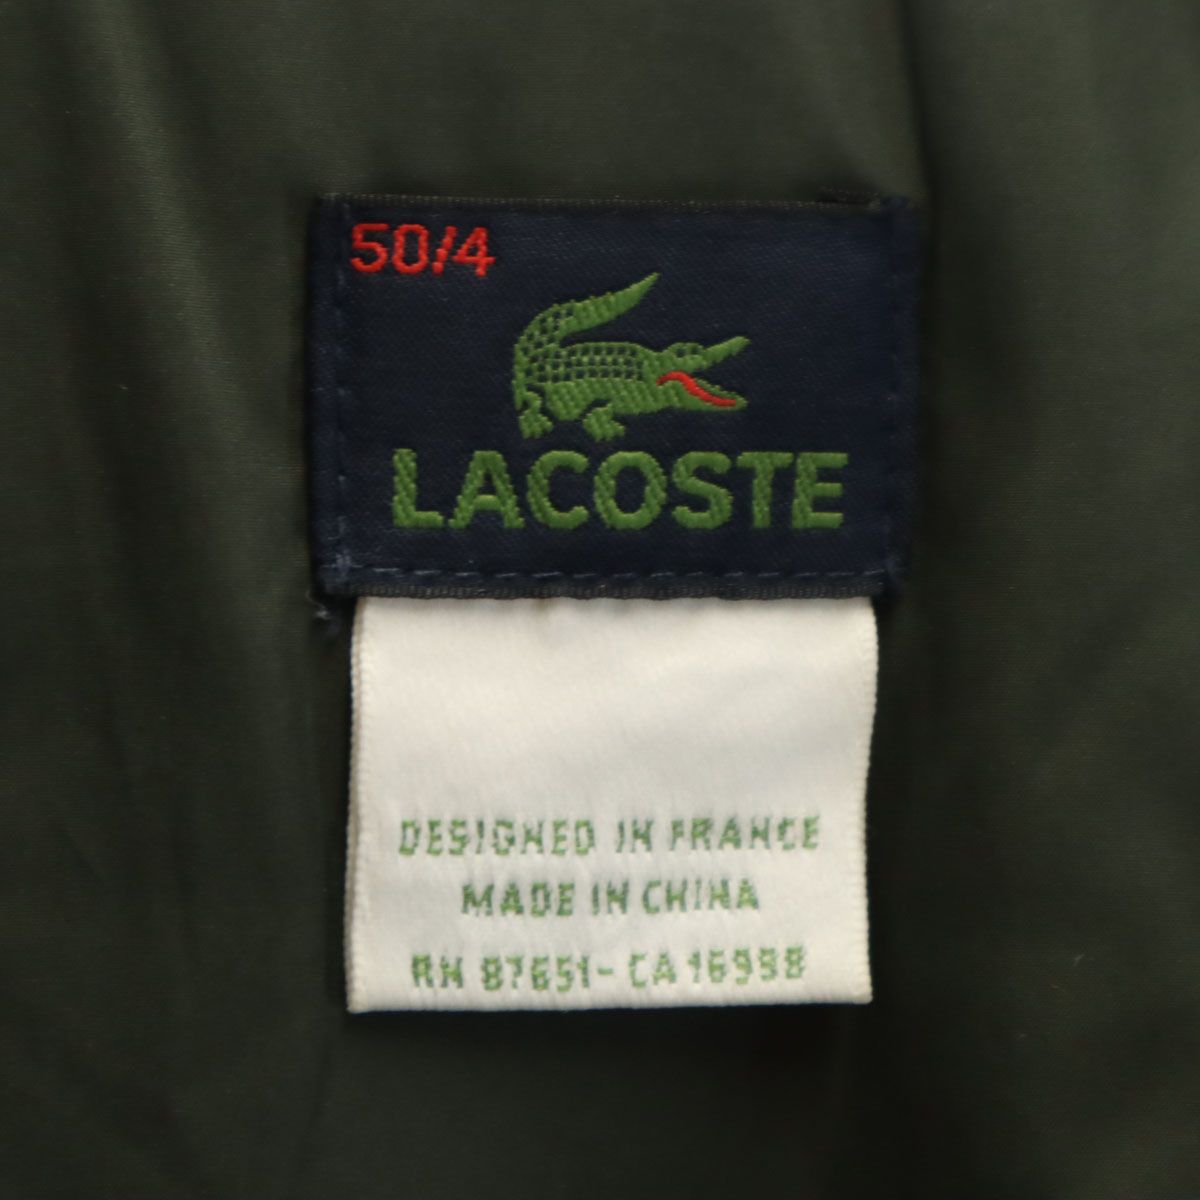 50/4
LACOSTE
DESIGNED IN FRANCE
MADE IN CHINA
RN 87651-CA 16998